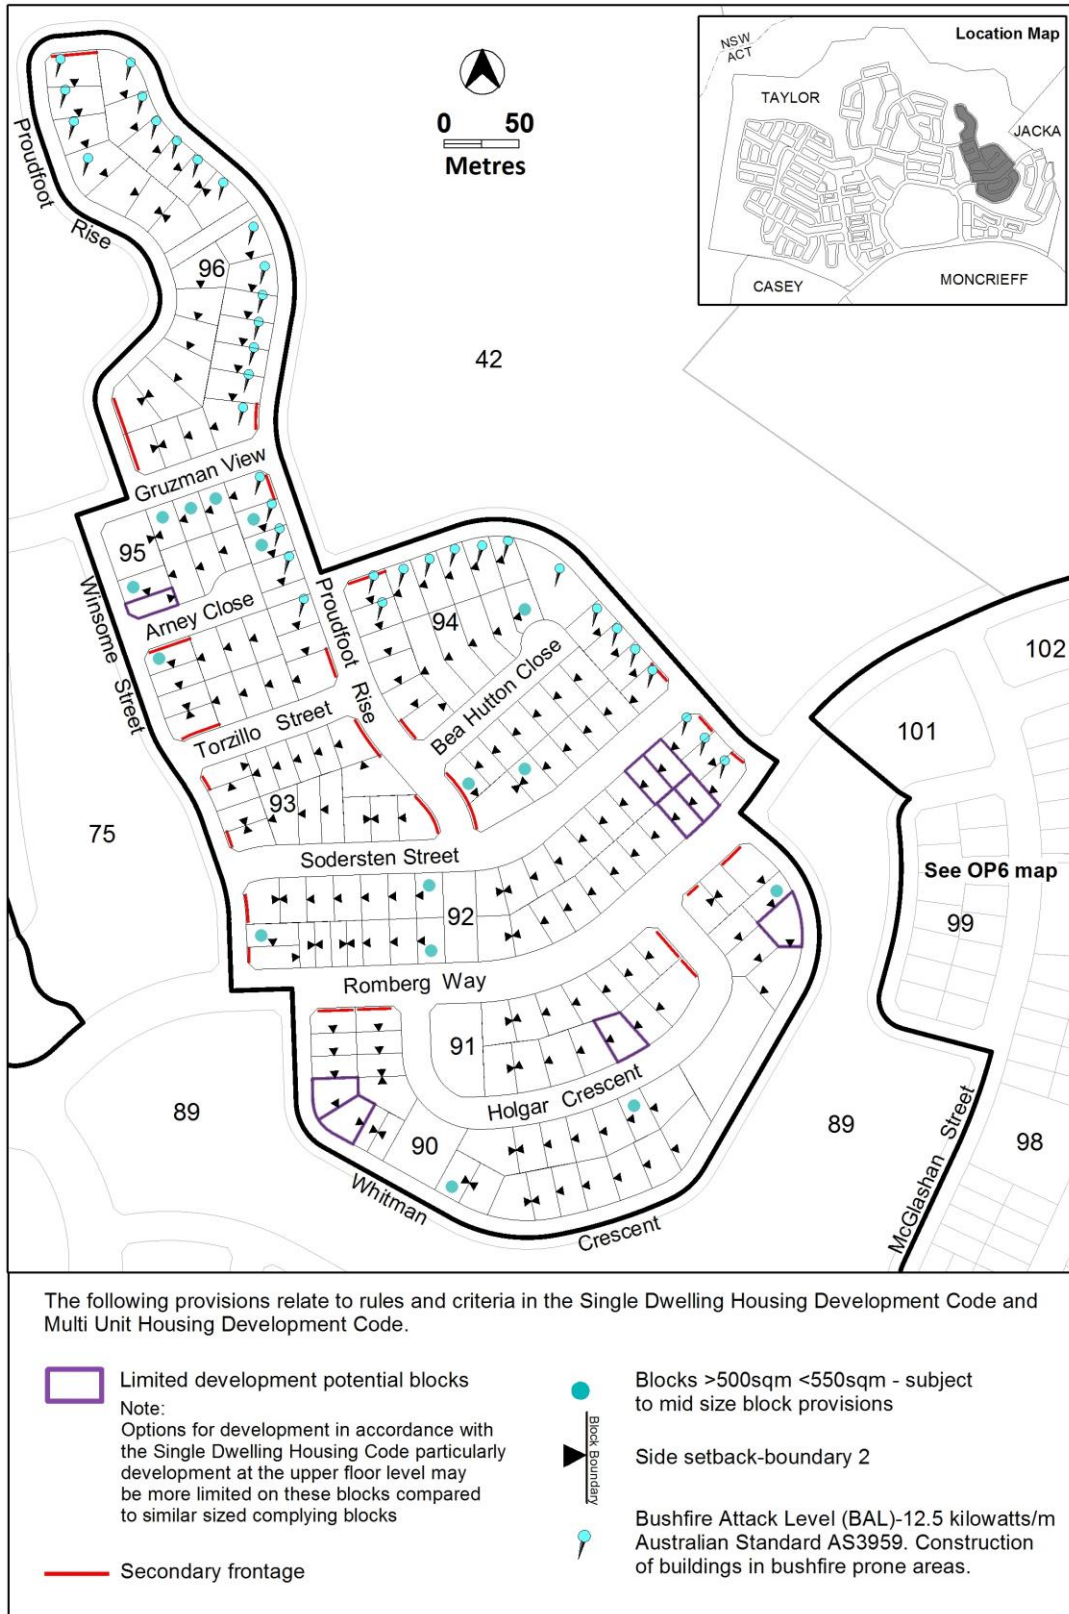 Location Map
NSW
ACT
TAYLOR
JACKA
CASEY
MONCRIEFF
0 50
Metres
Proudfoot
Rise
96
42
Gruzman View
95
Winsome Street
Arney Close
Proudfoot Rise
94
Bea Hutton Close
Torzillo Street
93
75
Sodersten Street
92
Romberg Way
91
Holgar Crescent
90
89
89
Whitman
Crescent
102
101
See OP6 map
99
McGlashan Street
98
The following provisions relate to rules and criteria in the Single Dwelling Housing Development Code and
Multi Unit Housing Development Code.
Limited development potential blocks
Note:
Options for development in accordance with
the Single Dwelling Housing Code particularly
development at the upper floor level may
be more limited on these blocks compared
to similar sized complying blocks
Secondary frontage
Blocks >500sqm <550sqm - subject
to mid size block provisions
Block Boundary
Side setback-boundary 2
Bushfire Attack Level (BAL)-12.5 kilowatts/m
Australian Standard AS3959. Construction
of buildings in bushfire prone areas.